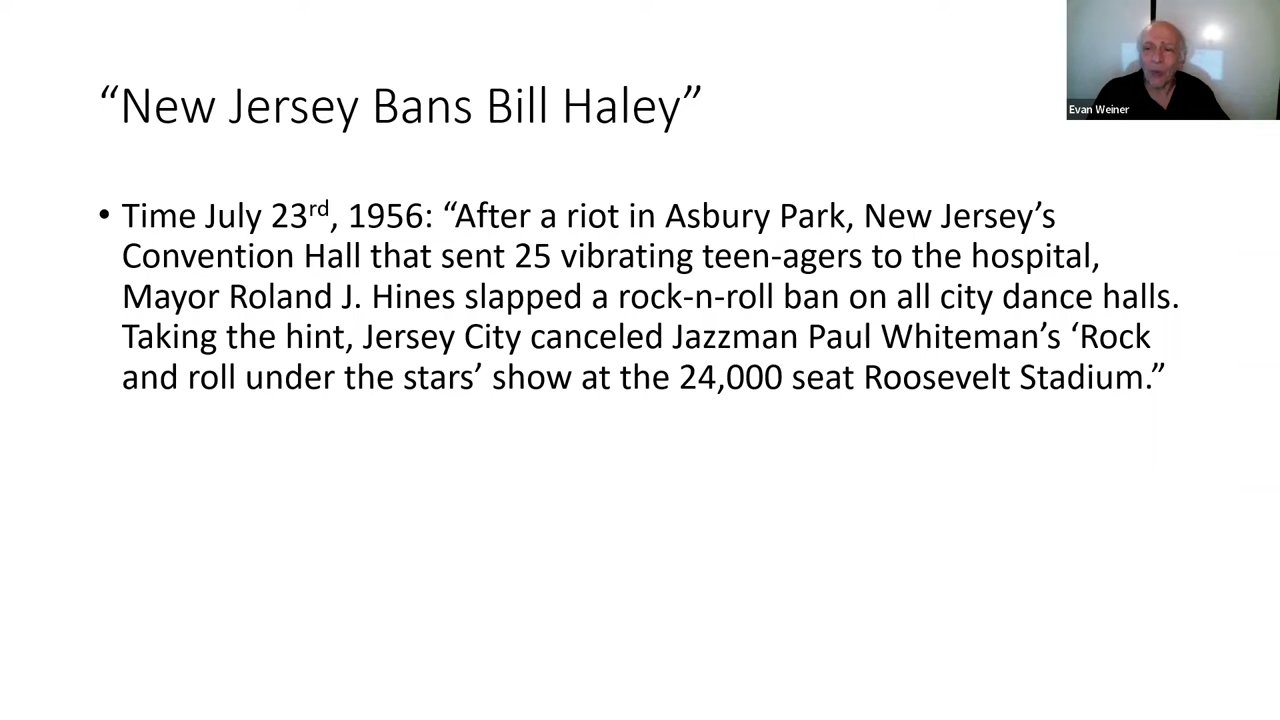 “New Jersey Bans Bill Haley”
Evan Weiner
• Time July 23rd, 1956: “After a riot in Asbury Park, New Jersey’s
Convention Hall that sent 25 vibrating teen-agers to the hospital,
Mayor Roland J. Hines slapped a rock-n-roll ban on all city dance halls.
Taking the hint, Jersey City canceled Jazzman Paul Whiteman’s ‘Rock
and roll under the stars’ show at the 24,000 seat Roosevelt Stadium.”